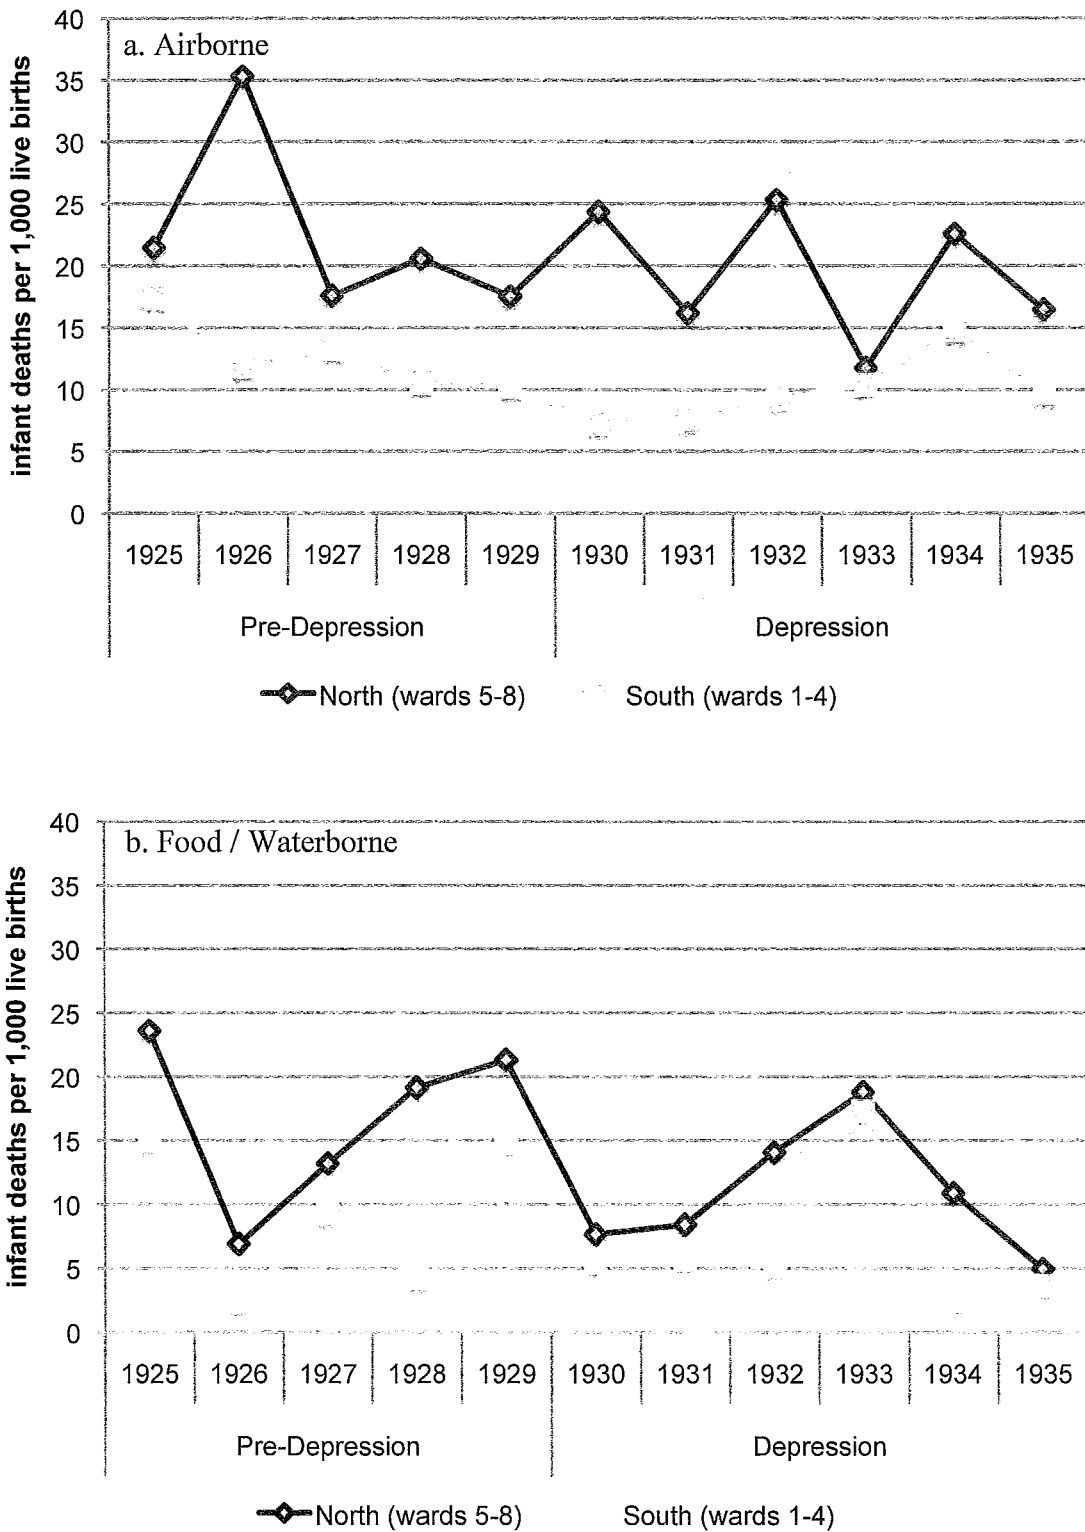 a. Airborne
infant deaths per 1,000 live births
40
35
30
25
20
15
10
5
0
1925 1926 1927 1928 1929 1930 1931 1932 1933 1934 1935
Pre-Depression Depression
North (wards 5-8) South (wards 1-4)
b. Food / Waterborne
infant deaths per 1,000 live births
40
35
30
25
20
15
10
5
0
1925 1926 1927 1928 1929 1930 1931 1932 1933 1934 1935
Pre-Depression Depression
North (wards 5-8) South (wards 1-4)